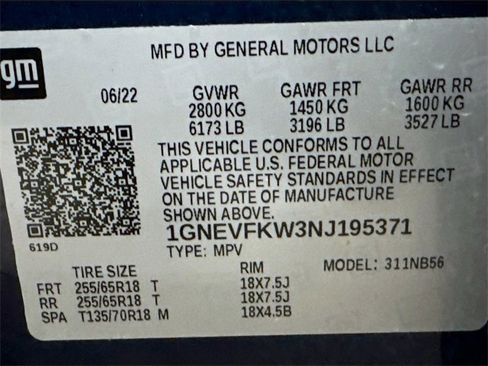 MFD BY GENERAL MOTORS LLC
gm
06/22 GVWR GAWR FRT GAWR RR
2800 KG 1450 KG 1600 KG
6173 LB 3196 LB 3527 LB
THIS VEHICLE CONFORMS TO ALL
APPLICABLE U.S. FEDERAL MOTOR
VEHICLE SAFETY STANDARDS IN EFFECT
ON THE DATE OF MANUFACTURE
SHOWN ABOVE.
1GNEVFKW3NJ195371
619D
TYPE: MPV MODEL: 311NB56
TIRE SIZE RIM
FRT 255/65R18 T 18X7.5J
RR 255/65R18 T 18X7.5J
SPA T135/70R18 M 18X4.5B